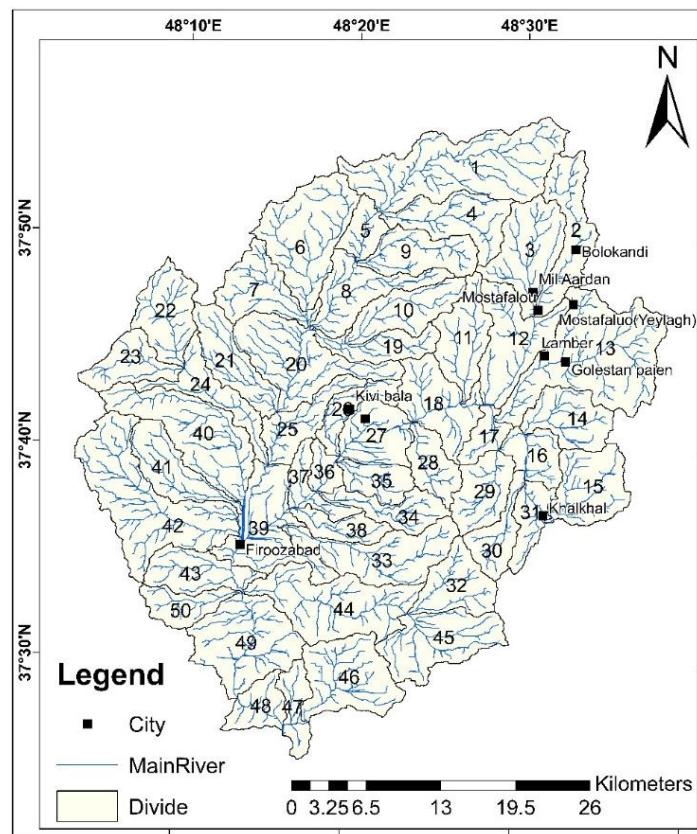 48°10'E 48°20'E 48°30'E
N
37°50'N
37°40'N
37°30'N
1
2
3
4
5
6
7
8
9
10
11
12
13
14
15
16
17
18
19
20
21
22
23
24
25
26
27
28
29
30
31
32
33
34
35
36
37
38
39
40
41
42
43
44
45
46
47
48
49
50
Bolokandi
Mil Aardan
Mostafalou
Mostafaluo(Yeylagh)
Lamber
Golestan paien
Kivi bala
Khalkhal
Firoozabad
Legend
City
MainRiver
Divide
Kilometers
0 3.25 6.5 13 19.5 26